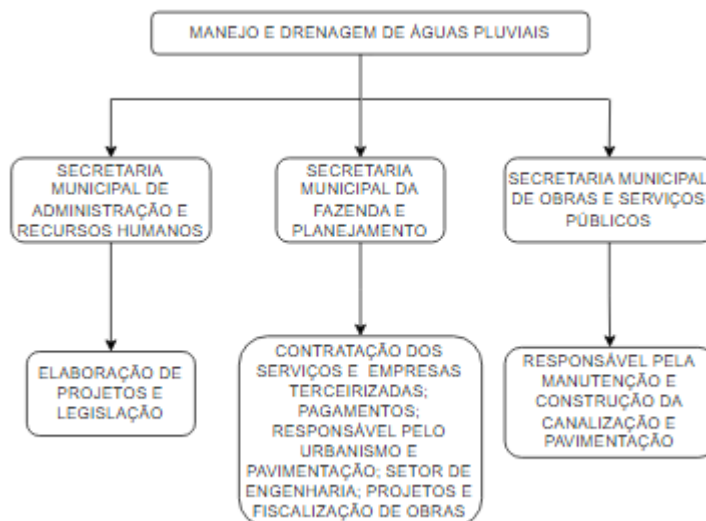 MANEJO E DRENAGEM DE ÁGUAS PLUVIAIS
SECRETARIA
MUNICIPAL DE
ADMINISTRAÇÃO E
RECURSOS HUMANOS
SECRETARIA
MUNICIPAL DA
FAZENDA E
PLANEJAMENTO
SECRETARIA MUNICIPAL
DE OBRAS E SERVIÇOS
PÚBLICOS
ELABORAÇÃO DE
PROJETOS E
LEGISLAÇÃO
CONTRATAÇÃO DOS
SERVIÇOS E EMPRESAS
TERCEIRIZADAS;
PAGAMENTOS;
RESPONSÁVEL PELO
URBANISMO E
PAVIMENTAÇÃO; SETOR DE
ENGENHARIA; PROJETOS E
FISCALIZAÇÃO DE OBRAS
RESPONSÁVEL PELA
MANUTENÇÃO E
CONSTRUÇÃO DA
CANALIZAÇÃO E
PAVIMENTAÇÃO